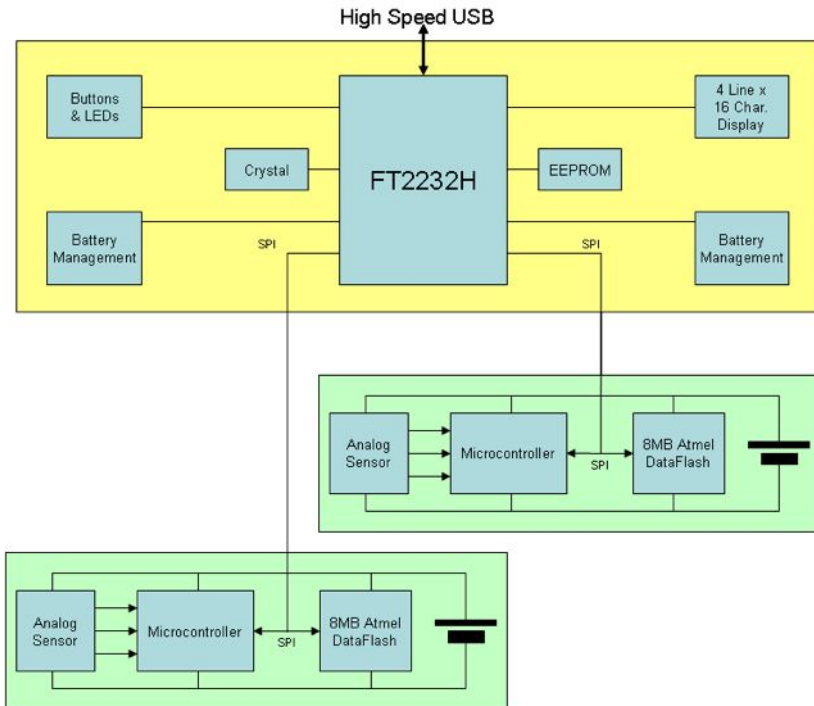 High Speed USB
Buttons
& LEDs
4 Line x
16 Char.
Display
Crystal
FT2232H
EEPROM
Battery
Management
SPI
SPI
Battery
Management
Analog
Sensor
Microcontroller
SPI
8MB Atmel
DataFlash
Analog
Sensor
Microcontroller
SPI
8MB Atmel
DataFlash